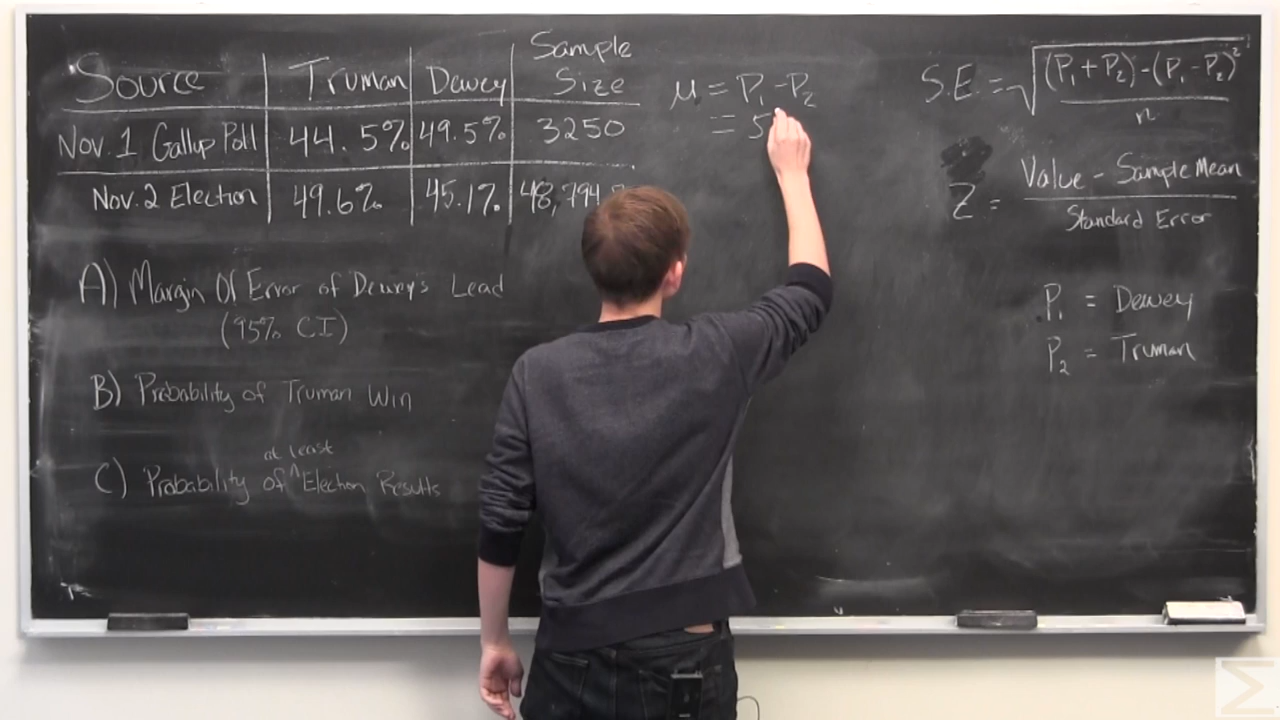 Source Truman Dewey Sample Size
Nov. 1 Gallup Poll 44.5% 49.5% 3250
Nov. 2 Election 49.6% 45.1% 48,794
A) Margin Of Error of Dewey's Lead
(95% CI)
B) Probability of Truman Win
C) Probability of ^at least Election Results
μ = P₁ - P₂
= 5
S.E = √((P₁ + P₂) - (P₁ - P₂)² / n)
Z = Value - Sample Mean / Standard Error
P₁ = Dewey
P₂ = Truman
Σ